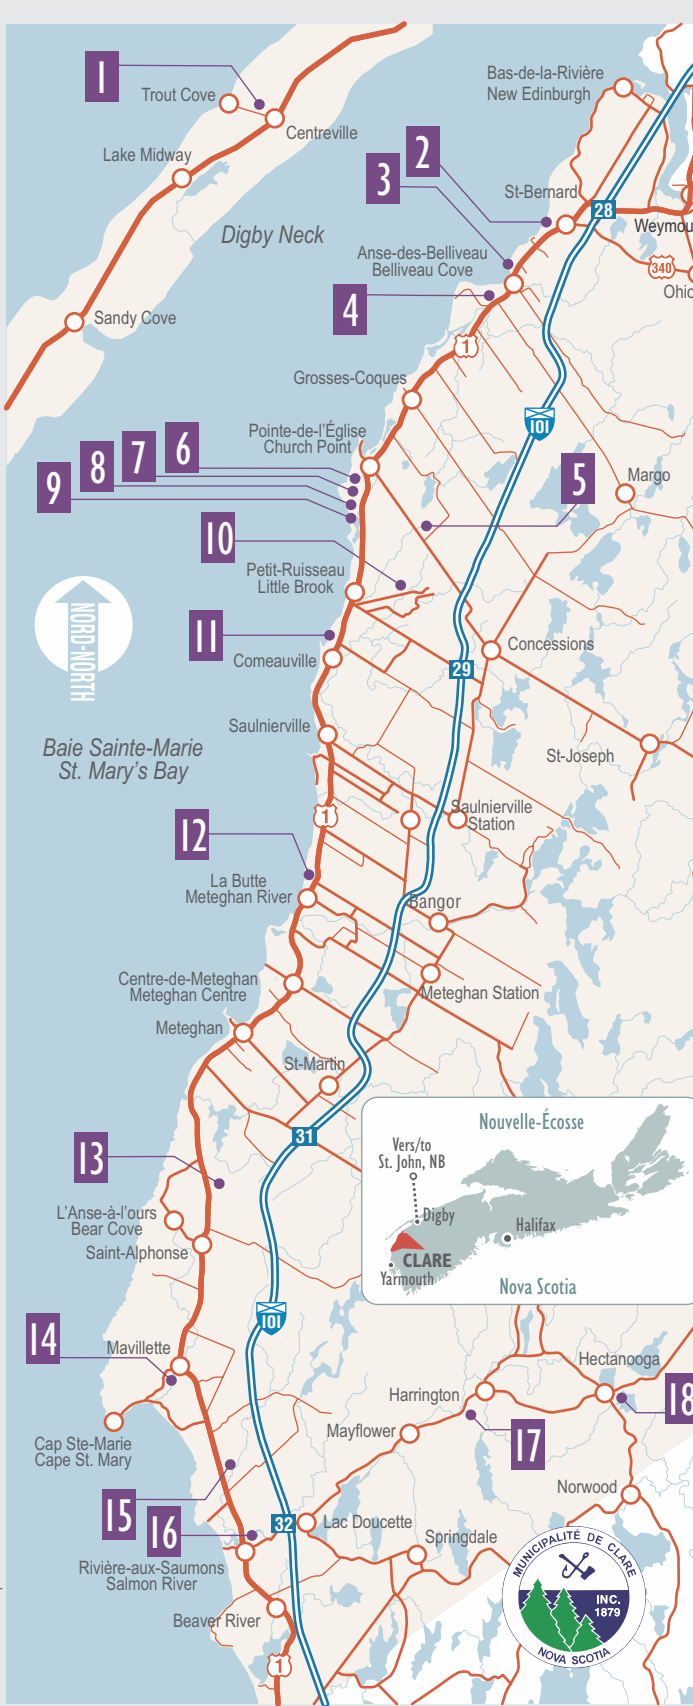 1
Trout Cove
Centreville
Lake Midway
Digby Neck
Sandy Cove
Bas-de-la-Rivière
New Edinburgh
2
3
St-Bernard
28
Weymou
340
Ohio
Anse-des-Belliveau
Belliveau Cove
4
1
Grosses-Coques
101
Pointe-de-l'Église
Church Point
6
7
8
9
5
Margo
10
Petit-Ruisseau
Little Brook
NORD-NORTH
11
Comeauville
Concessions
29
Saulnierville
Baie Sainte-Marie
St. Mary's Bay
St-Joseph
1
Saulnierville
Station
12
La Butte
Meteghan River
Bangor
Centre-de-Meteghan
Meteghan Centre
Meteghan Station
Meteghan
St-Martin
31
13
L'Anse-à-l'ours
Bear Cove
Saint-Alphonse
Nouvelle-Écosse
Vers/to
St. John, NB
Digby
Halifax
CLARE
Yarmouth
Nova Scotia
101
14
Mavillette
Hectanooga
Harrington
18
Cap Ste-Marie
Cape St. Mary
Mayflower
17
15
16
Norwood
32
Lac Doucette
Springdale
Rivière-aux-Saumons
Salmon River
Beaver River
1
MUNICIPALITÉ DE CLARE
INC.
1879
NOVA SCOTIA